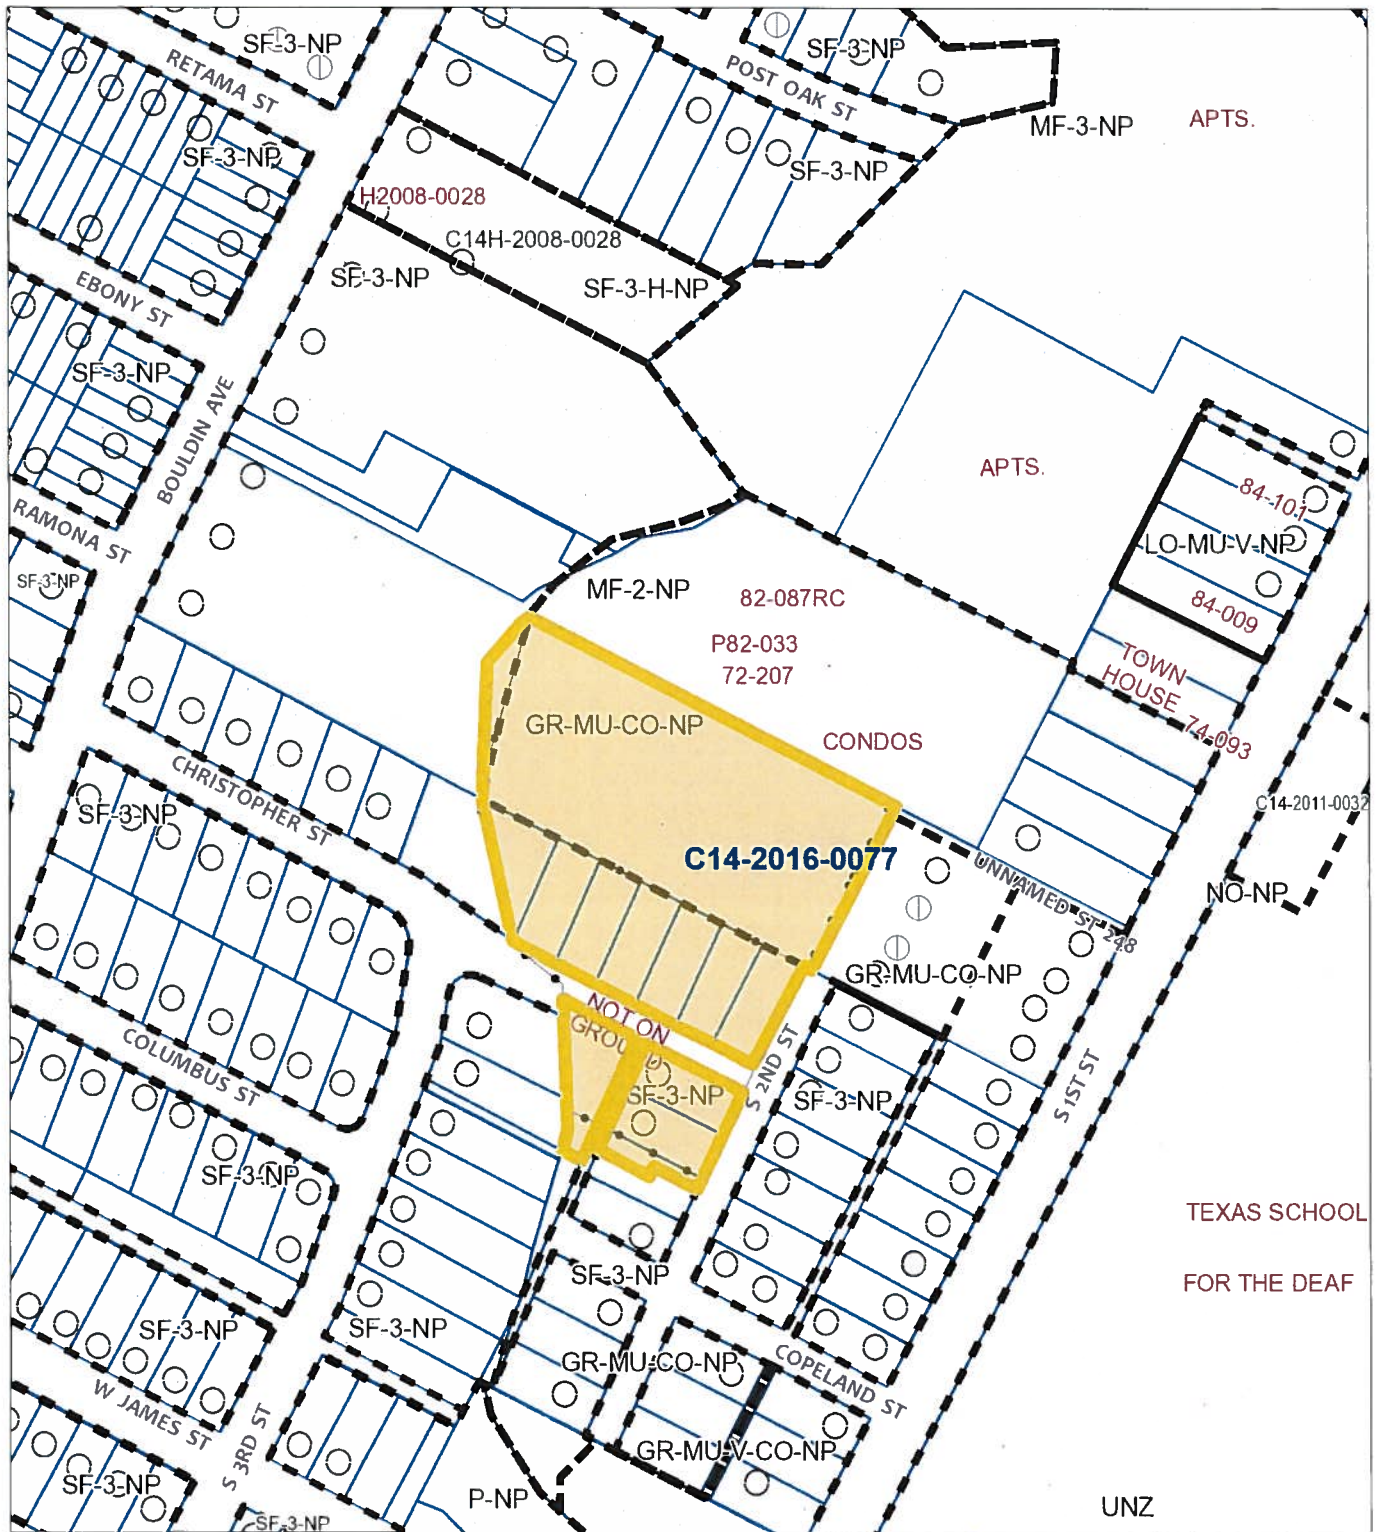 SF-3-NP
RETAMA ST
SF-3-NP
POST OAK ST
MF-3-NP
APTS.
SF-3-NP
SF-3-NP
H2008-0028
C14H-2008-0028
SF-3-NP
SF-3-H-NP
EBONY ST
SF-3-NP
BOULDIN AVE
APTS.
84-101
LO-MU-V-NP
RAMONA ST
SF-3-NP
MF-2-NP
82-087RC
84-009
P82-033
72-207
TOWN
HOUSE
74-093
GR-MU-CO-NP
CONDOS
CHRISTOPHER ST
SF-3-NP
C14-2011-0032
C14-2016-0077
UNNAMED ST 248
NO-NP
GR-MU-CO-NP
NOT ON
GROUND
COLUMBUS ST
SF-3-NP
S 2ND ST
SF-3-NP
S 1ST ST
SF-3-NP
TEXAS SCHOOL
FOR THE DEAF
SF-3-NP
SF-3-NP
SF-3-NP
GR-MU-CO-NP
COPELAND ST
W JAMES ST
S 3RD ST
GR-MU-V-CO-NP
SF-3-NP
P-NP
UNZ
SF-3-NP